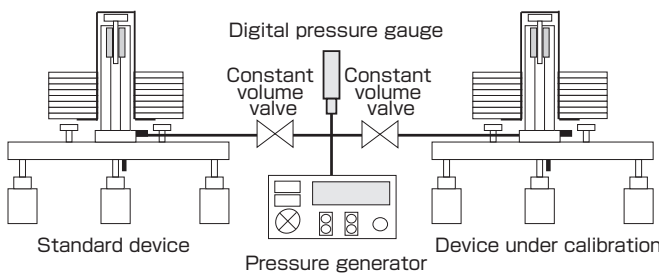 Digital pressure gauge
Constant
volume
valve
Constant
volume
valve
Standard device
Device under calibration
Pressure generator